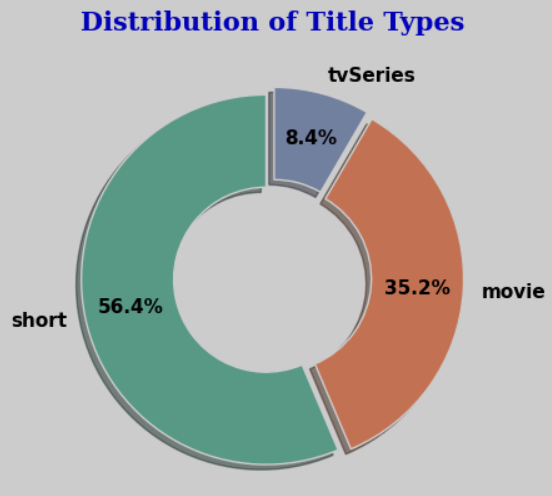 Distribution of Title Types
tvSeries
8.4%
35.2%
movie
56.4%
short